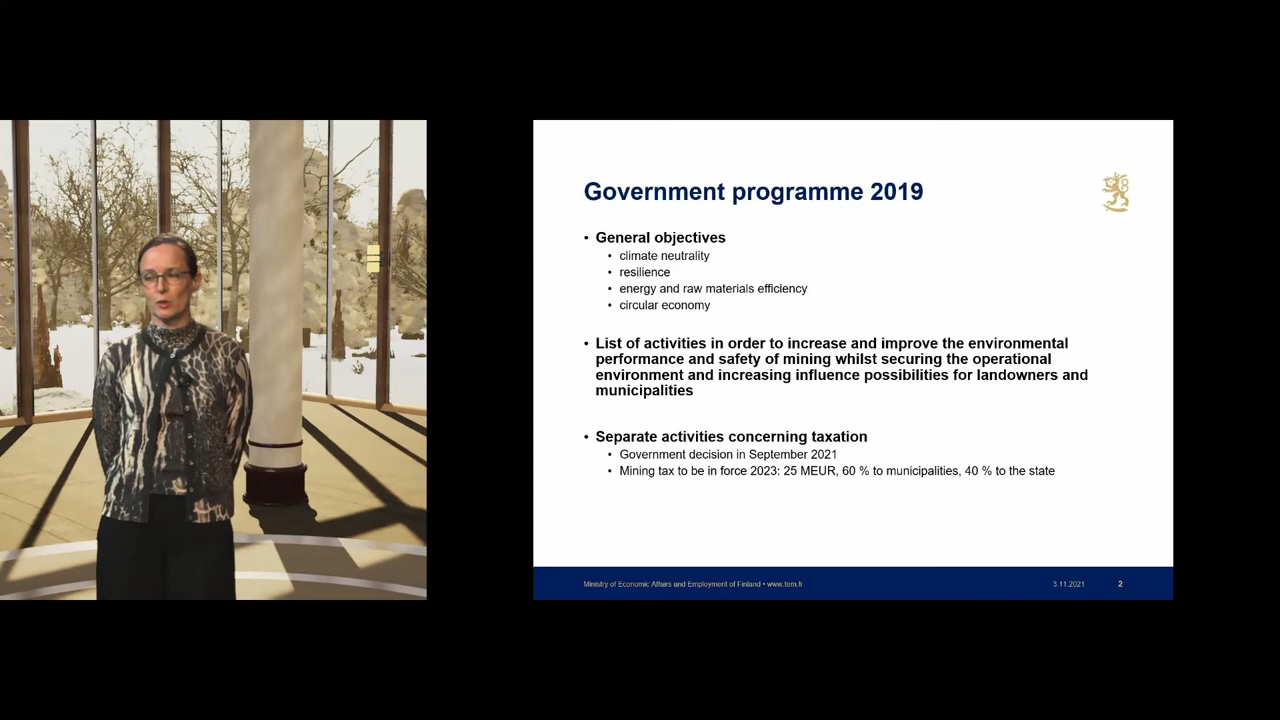 Government programme 2019
• General objectives
• climate neutrality
• resilience
• energy and raw materials efficiency
• circular economy
• List of activities in order to increase and improve the environmental
performance and safety of mining whilst securing the operational
environment and increasing influence possibilities for landowners and
municipalities
• Separate activities concerning taxation
• Government decision in September 2021
• Mining tax to be in force 2023: 25 MEUR, 60 % to municipalities, 40 % to the state
Ministry of Economic Affairs and Employment of Finland • www.tem.fi
3.11.2021
2